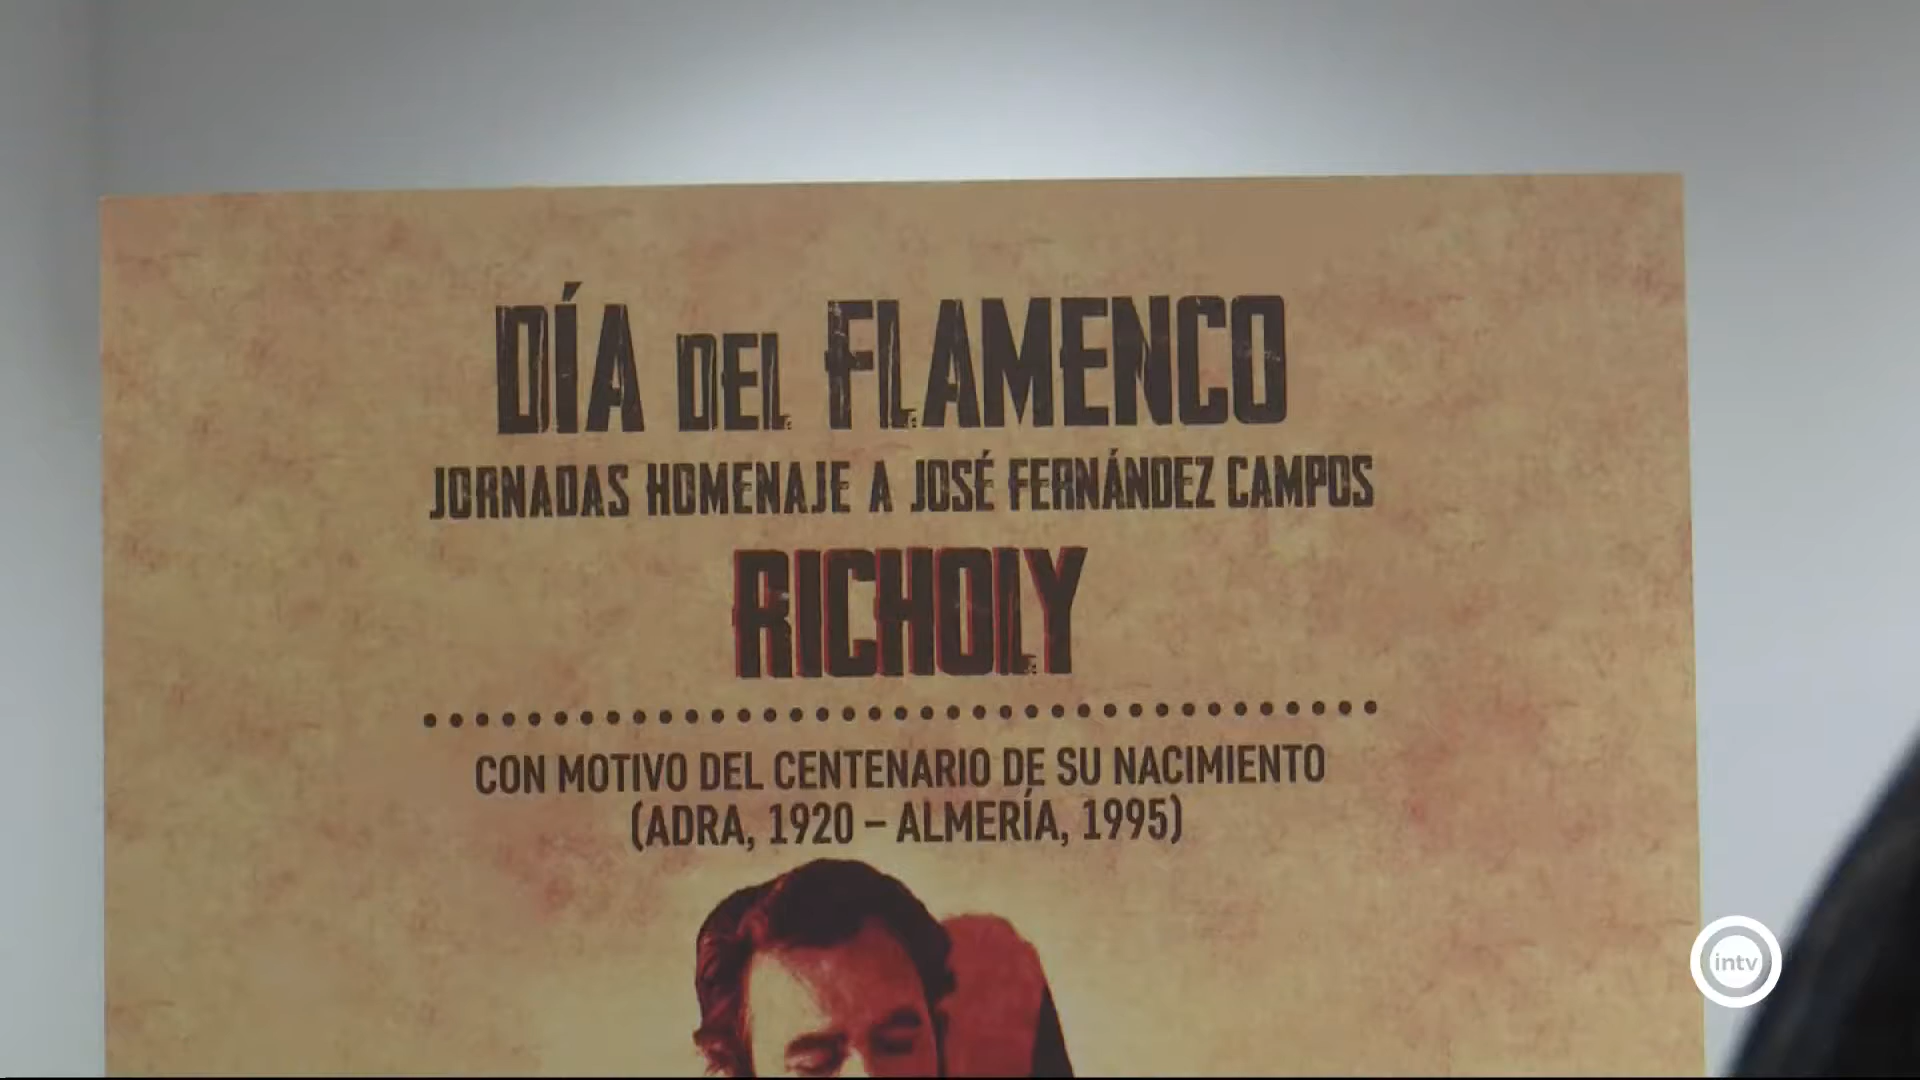 DÍA DEL FLAMENCO
JORNADAS HOMENAJE A JOSÉ FERNÁNDEZ CAMPOS
RICHOLY
CON MOTIVO DEL CENTENARIO DE SU NACIMIENTO
(ADRA, 1920 – ALMERÍA, 1995)
intv